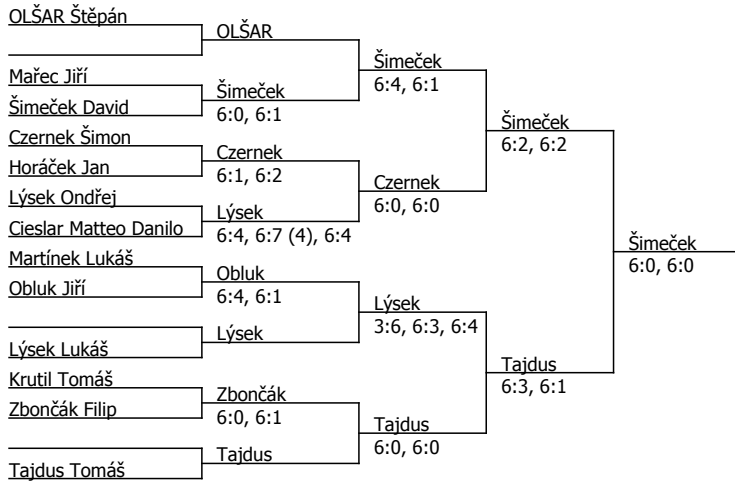 OLŠAR Štěpán
OLŠAR
Mařec Jiří
Šimeček David
Šimeček
6:0, 6:1
Šimeček
6:4, 6:1
Czernek Šimon
Horáček Jan
Czernek
6:1, 6:2
Lýsek Ondřej
Cieslar Matteo Danilo
Lýsek
6:4, 6:7 (4), 6:4
Czernek
6:0, 6:0
Šimeček
6:2, 6:2
Martínek Lukáš
Obluk Jiří
Obluk
6:4, 6:1
Lýsek Lukáš
Lýsek
Lýsek
3:6, 6:3, 6:4
Krutil Tomáš
Zbončák Filip
Zbončák
6:0, 6:1
Tajdus Tomáš
Tajdus
Tajdus
6:0, 6:0
Tajdus
6:3, 6:1
Šimeček
6:0, 6:0